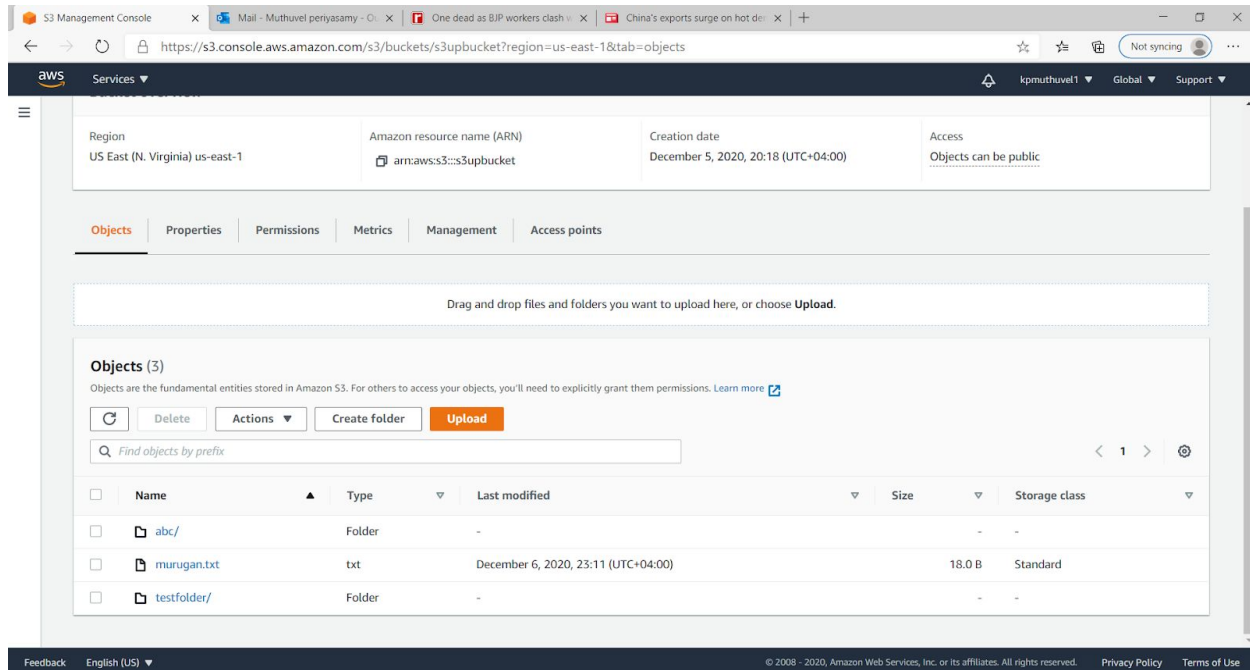 S3 Management Console
Mail - Muthuvel periyasamy - Ou
One dead as BJP workers clash w
China's exports surge on hot de
https://s3.console.aws.amazon.com/s3/buckets/s3upbucket?region=us-east-1&tab=objects
Not syncing
aws Services kpmuthuvel1 Global Support
Region Amazon resource name (ARN) Creation date Access
US East (N. Virginia) us-east-1 arn:aws:s3:::s3upbucket December 5, 2020, 20:18 (UTC+04:00) Objects can be public
Objects Properties Permissions Metrics Management Access points
Drag and drop files and folders you want to upload here, or choose Upload.
Objects (3)
Objects are the fundamental entities stored in Amazon S3. For others to access your objects, you'll need to explicitly grant them permissions. Learn more
Delete Actions Create folder Upload
Find objects by prefix 1
Name Type Last modified Size Storage class
abc/ Folder - - -
murugan.txt txt December 6, 2020, 23:11 (UTC+04:00) 18.0 B Standard
testfolder/ Folder - - -
Feedback English (US) © 2008 - 2020, Amazon Web Services, Inc. or its affiliates. All rights reserved. Privacy Policy Terms of Use